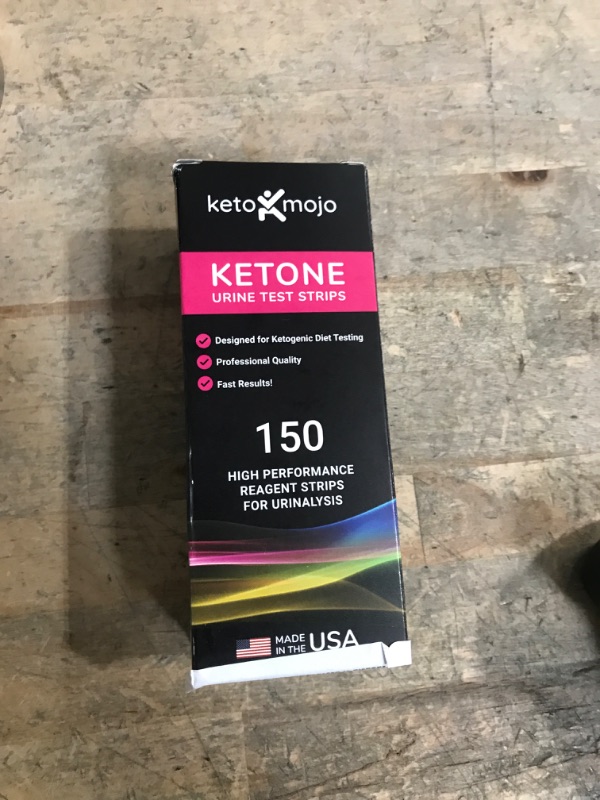 keto mojo
KETONE
URINE TEST STRIPS
Designed for Ketogenic Diet Testing
Professional Quality
Fast Results!
150
HIGH PERFORMANCE
REAGENT STRIPS
FOR URINALYSIS
MADE
IN THE USA